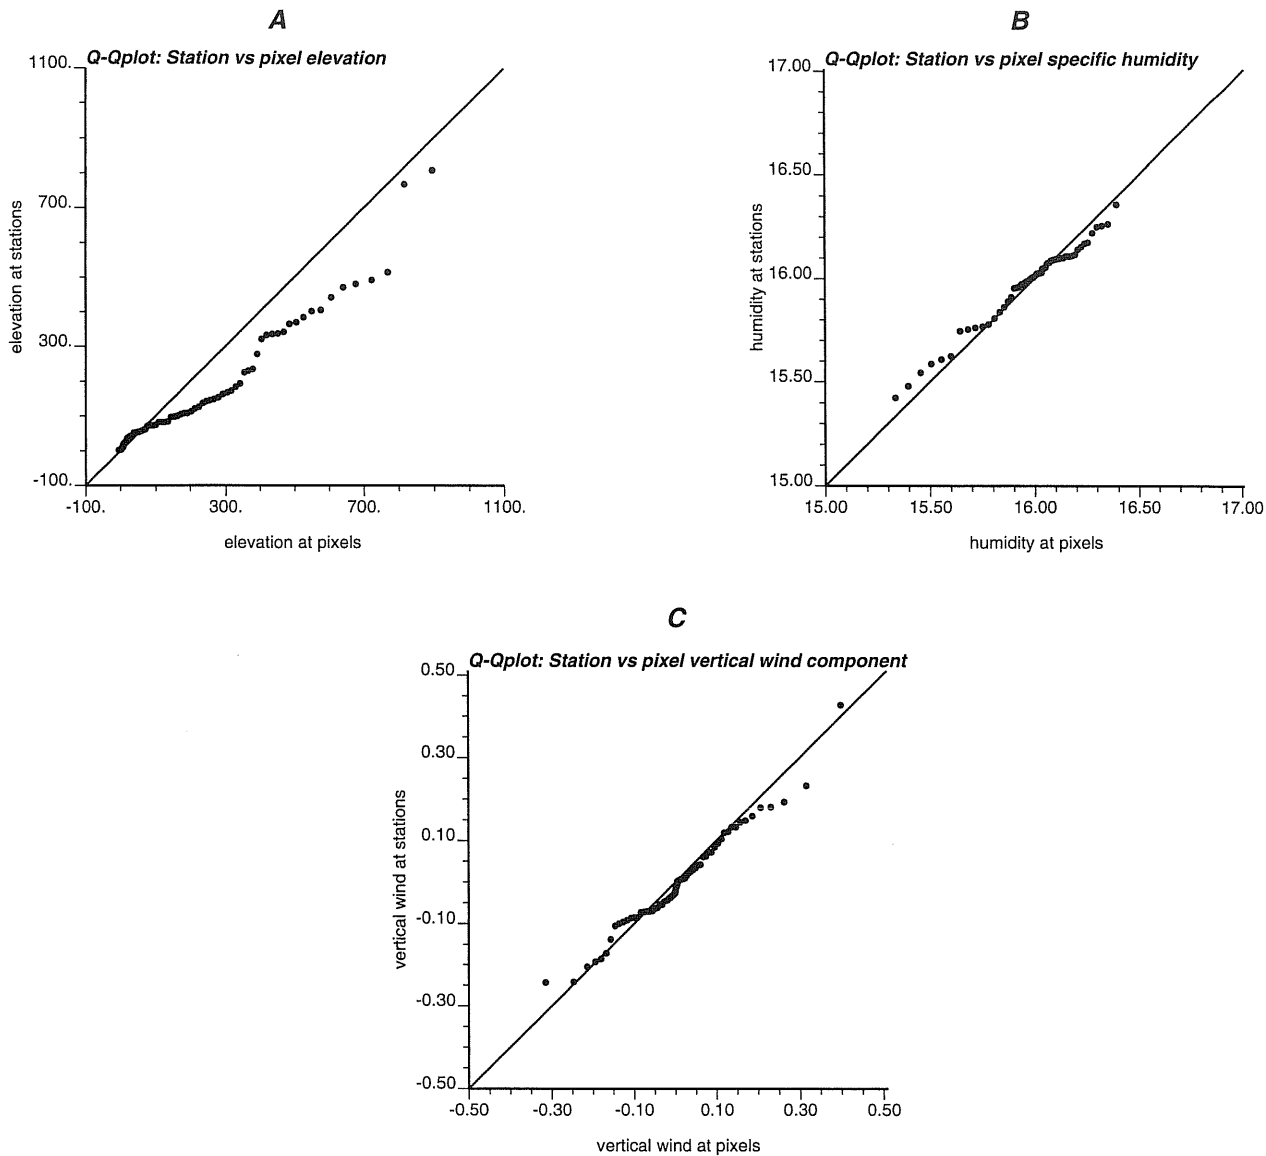 A
Q-Qplot: Station vs pixel elevation
1100.
700.
300.
-100.
elevation at stations
-100. 300. 700. 1100.
elevation at pixels
B
Q-Qplot: Station vs pixel specific humidity
17.00
16.50
16.00
15.50
15.00
humidity at stations
15.00 15.50 16.00 16.50 17.00
humidity at pixels
C
Q-Qplot: Station vs pixel vertical wind component
0.50
0.30
0.10
-0.10
-0.30
-0.50
vertical wind at stations
-0.50 -0.30 -0.10 0.10 0.30 0.50
vertical wind at pixels